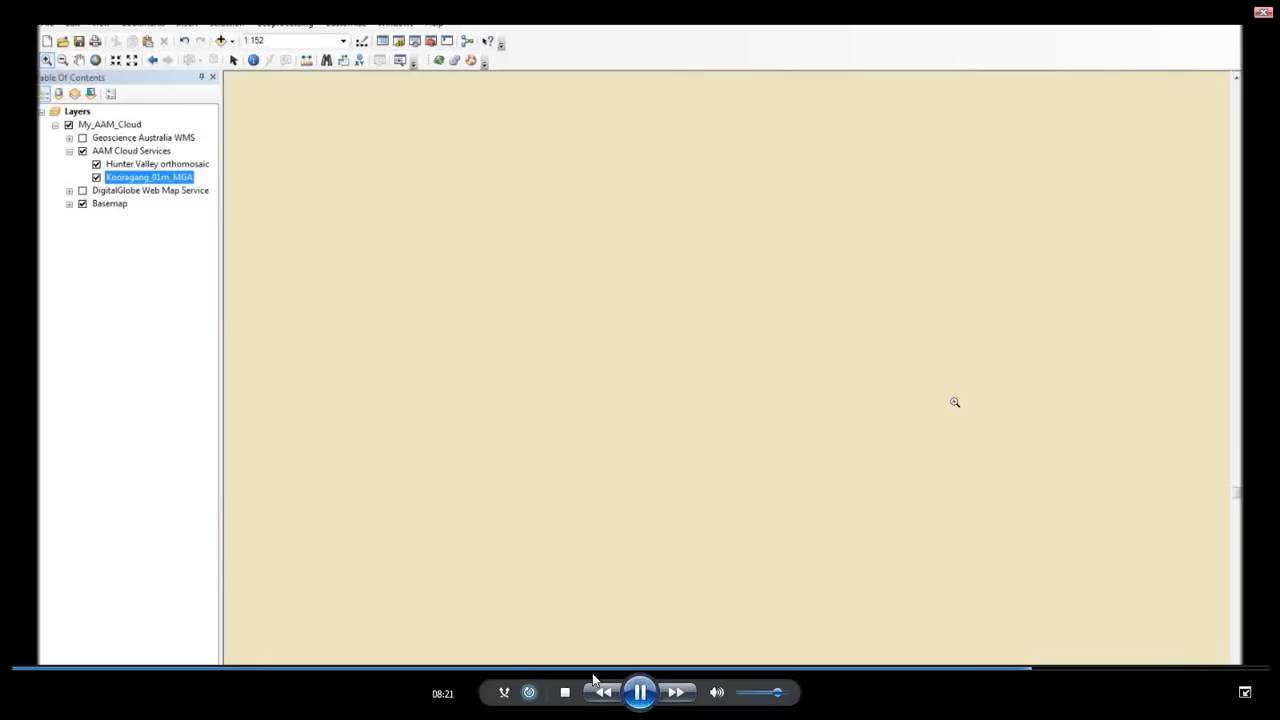 1:152
able Of Contents
Layers
My_AAM_Cloud
Geoscience Australia WMS
AAM Cloud Services
Hunter Valley orthomosaic
Kooragang_01m_MGA
DigitalGlobe Web Map Service
Basemap
08:21